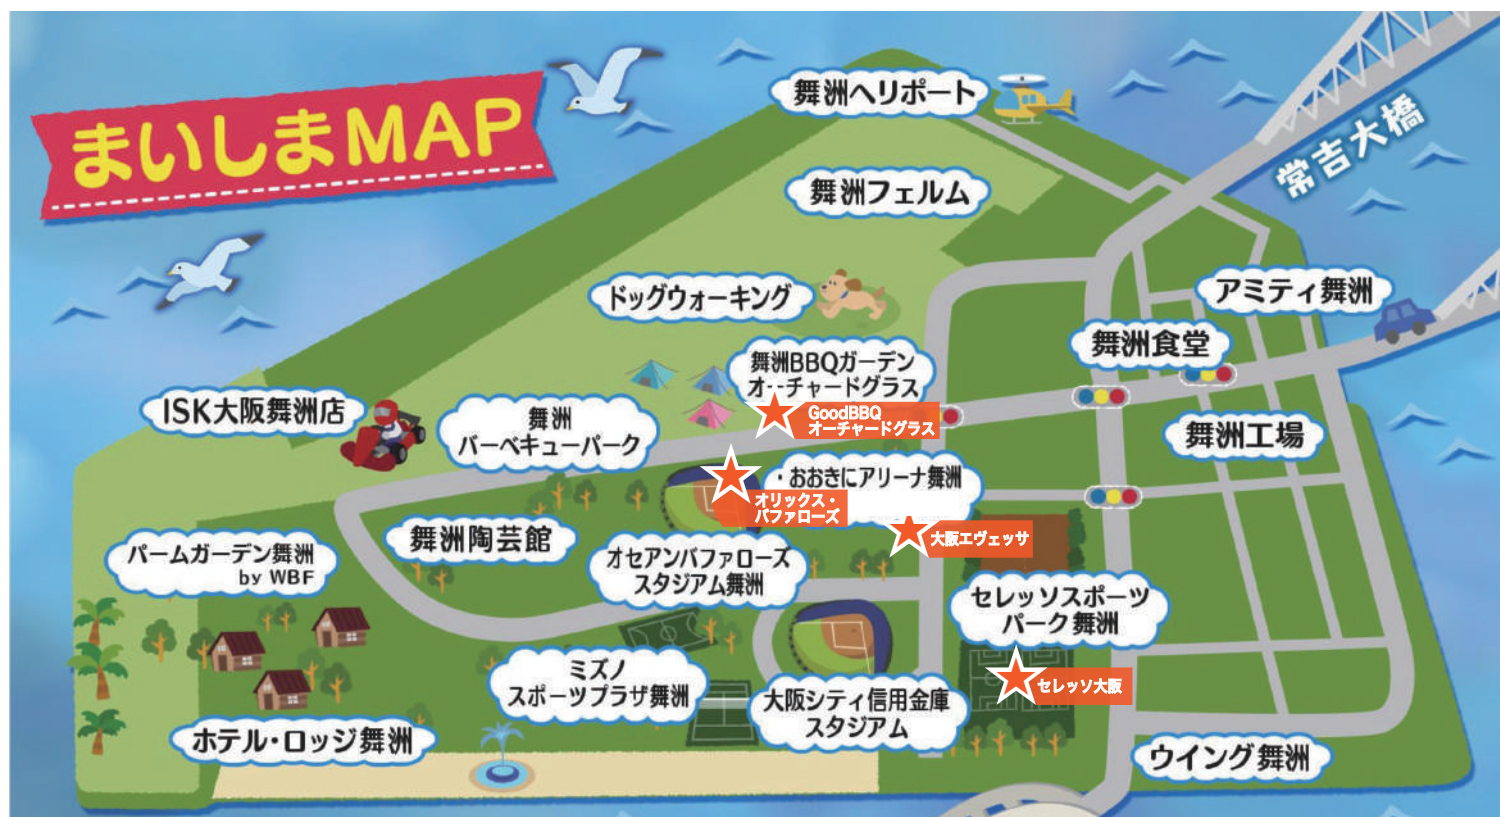 まいしまMAP
舞洲ヘリポート
常吉大橋
舞洲フェルム
ドッグウォーキング
アミティ舞洲
舞洲食堂
舞洲BBQガーデン
オーチャードグラス
GoodBBQ
オーチャードグラス
ISK大阪舞洲店
舞洲
バーベキューパーク
舞洲工場
・おおきにアリーナ舞洲
オリックス・
バファローズ
大阪エヴェッサ
舞洲陶芸館
オセアンバファローズ
スタジアム舞洲
パームガーデン舞洲
by WBF
セレッソスポーツ
パーク舞洲
セレッソ大阪
ミズノ
スポーツプラザ舞洲
大阪シティ信用金庫
スタジアム
ホテル・ロッジ舞洲
ウイング舞洲